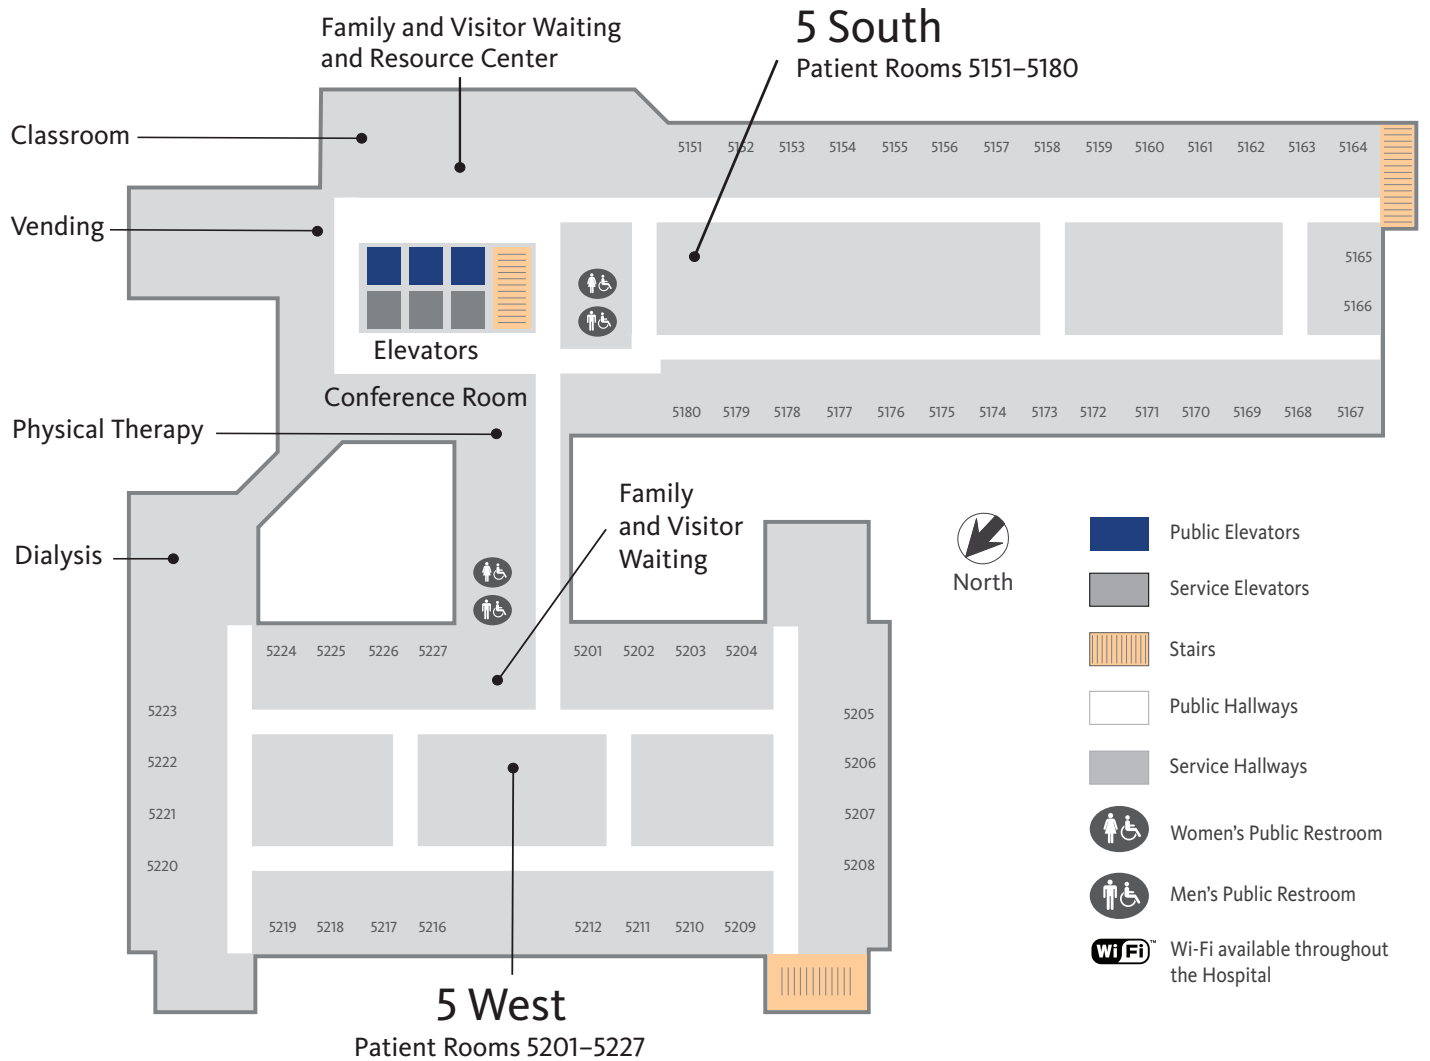 Family and Visitor Waiting
and Resource Center
5 South
Patient Rooms 5151–5180
Classroom
5151 5152 5153 5154 5155 5156 5157 5158 5159 5160 5161 5162 5163 5164
Vending
5165
5166
Elevators
Conference Room
5180 5179 5178 5177 5176 5175 5174 5173 5172 5171 5170 5169 5168 5167
Physical Therapy
Family
and Visitor
Waiting
Dialysis
North
5224 5225 5226 5227
5201 5202 5203 5204
5223
5222
5221
5220
5205
5206
5207
5208
5219 5218 5217 5216
5212 5211 5210 5209
5 West
Patient Rooms 5201–5227
Public Elevators
Service Elevators
Stairs
Public Hallways
Service Hallways
Women's Public Restroom
Men's Public Restroom
Wi Fi™
Wi-Fi available throughout
the Hospital